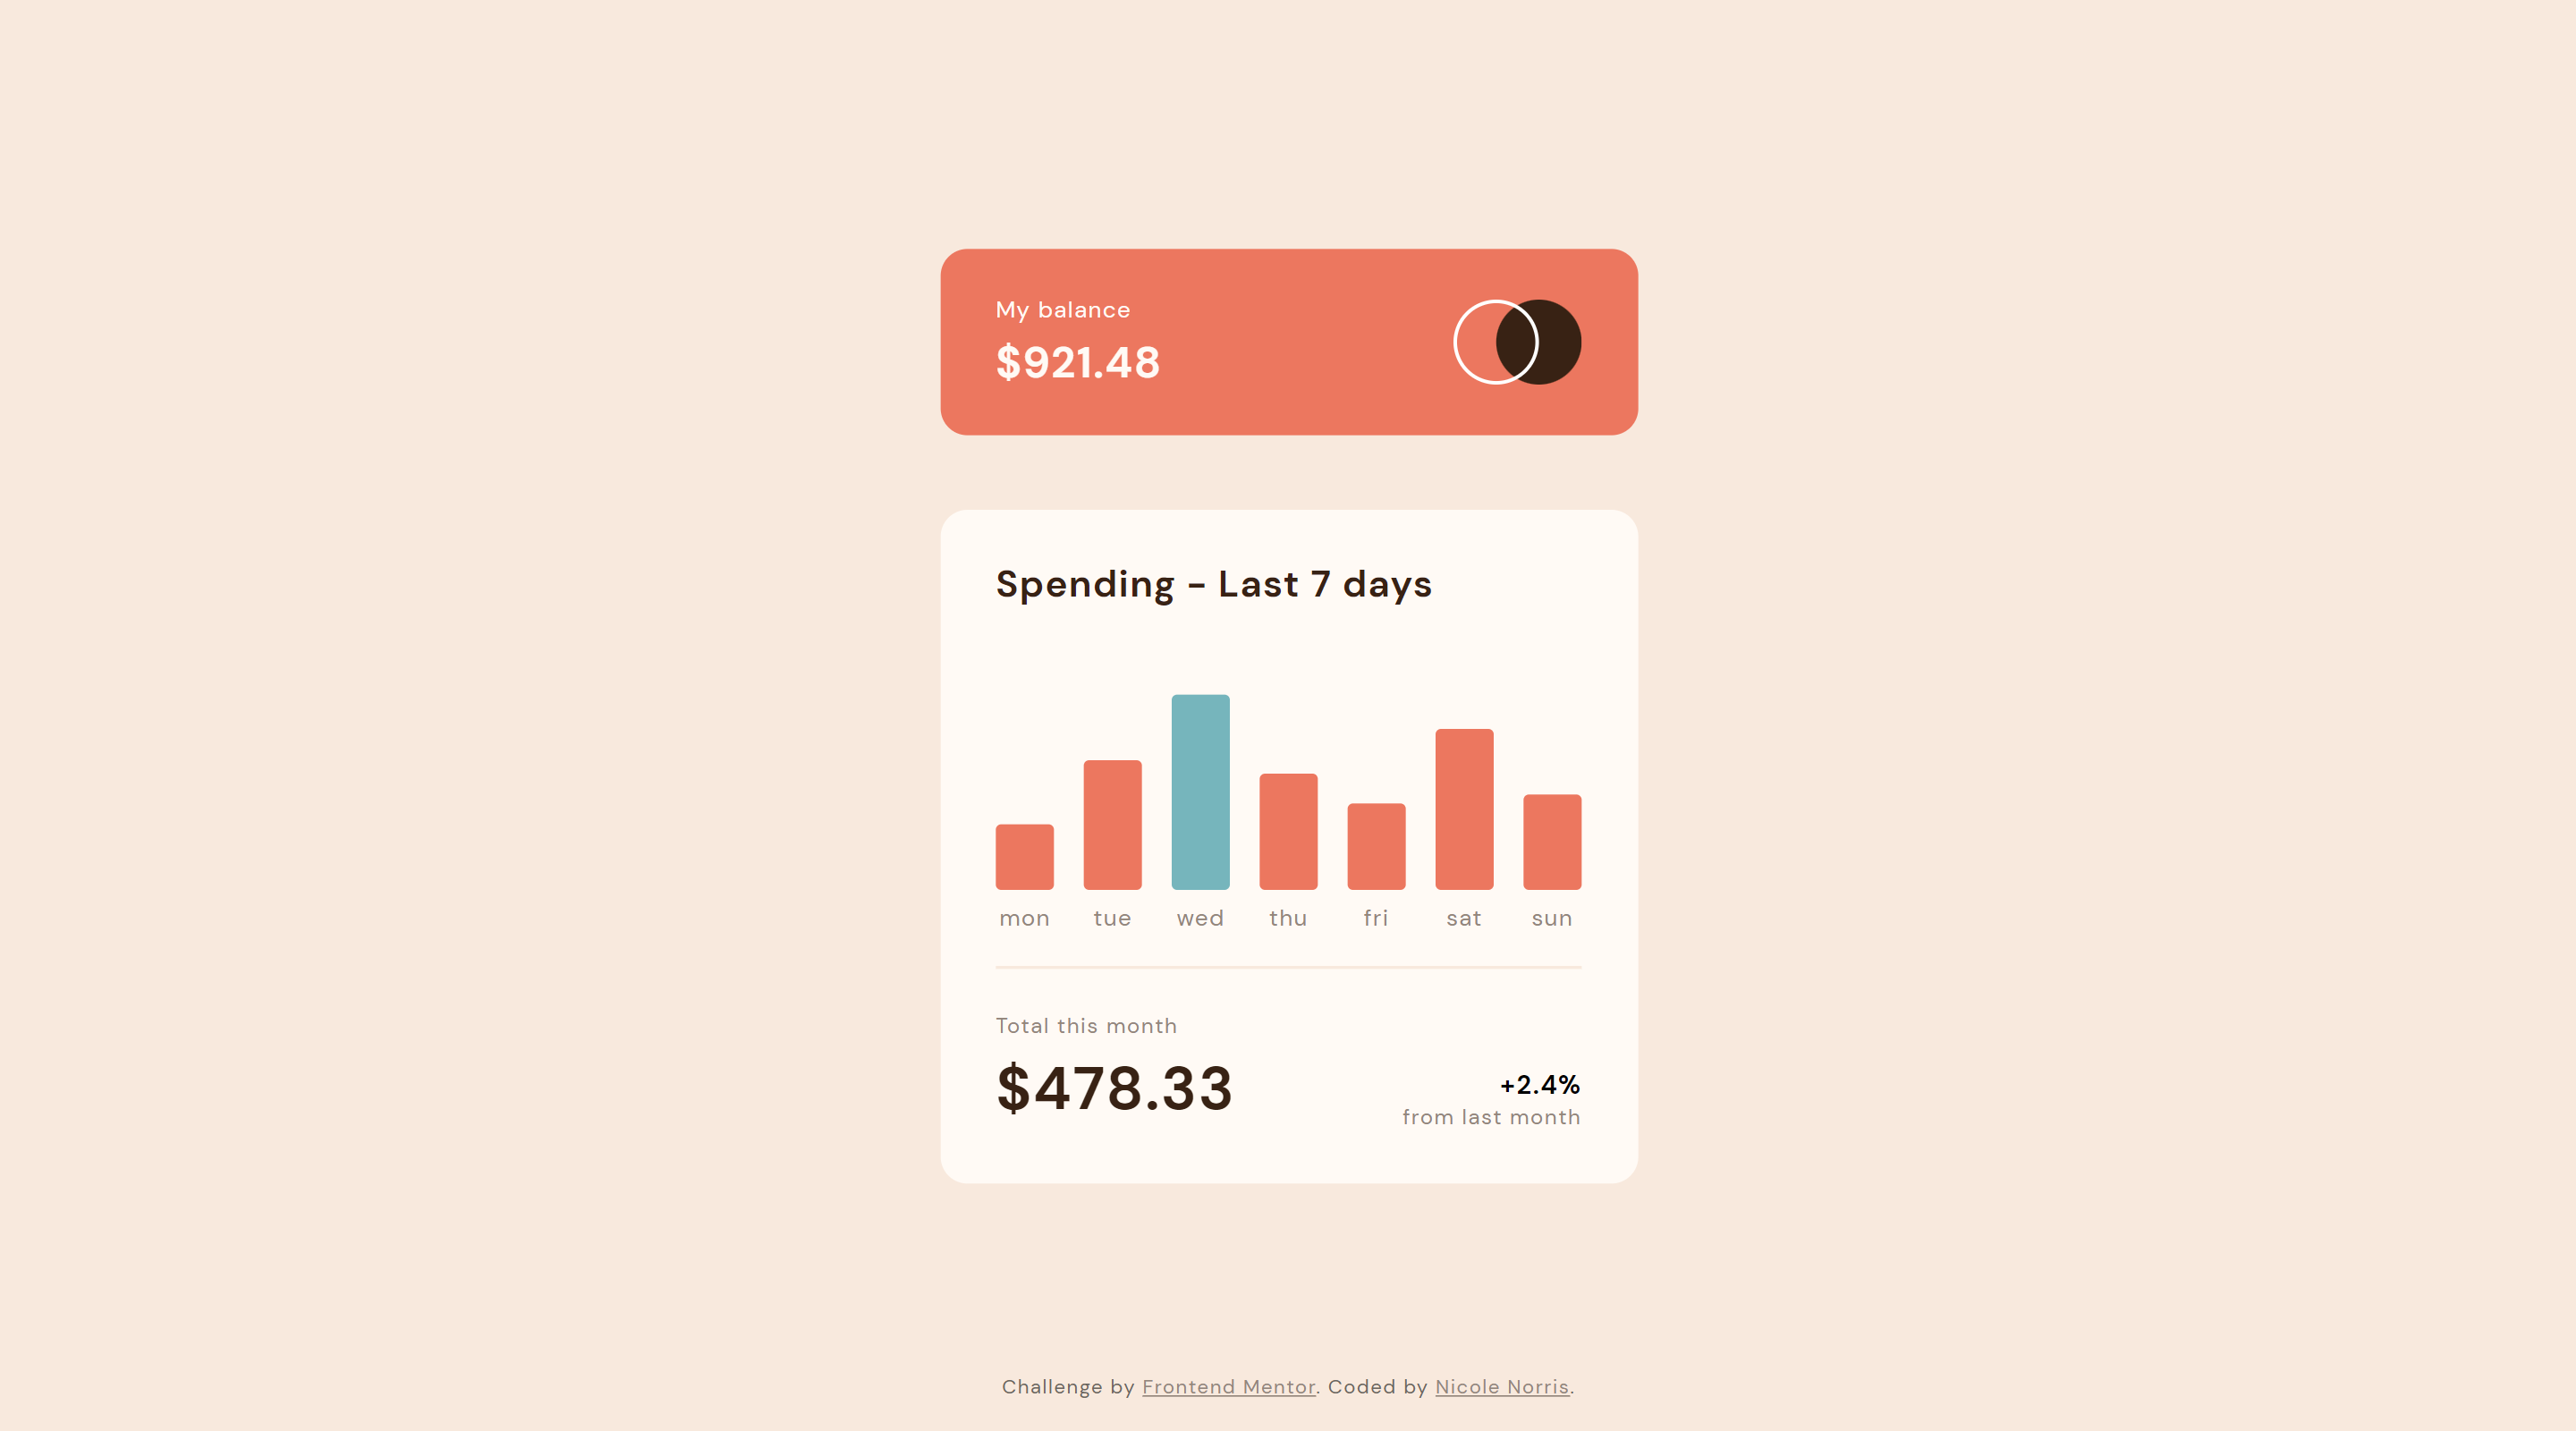 My balance
$921.48
Spending - Last 7 days
mon tue wed thu fri sat sun
Total this month
$478.33
+2.4%
from last month
Challenge by Frontend Mentor. Coded by Nicole Norris.